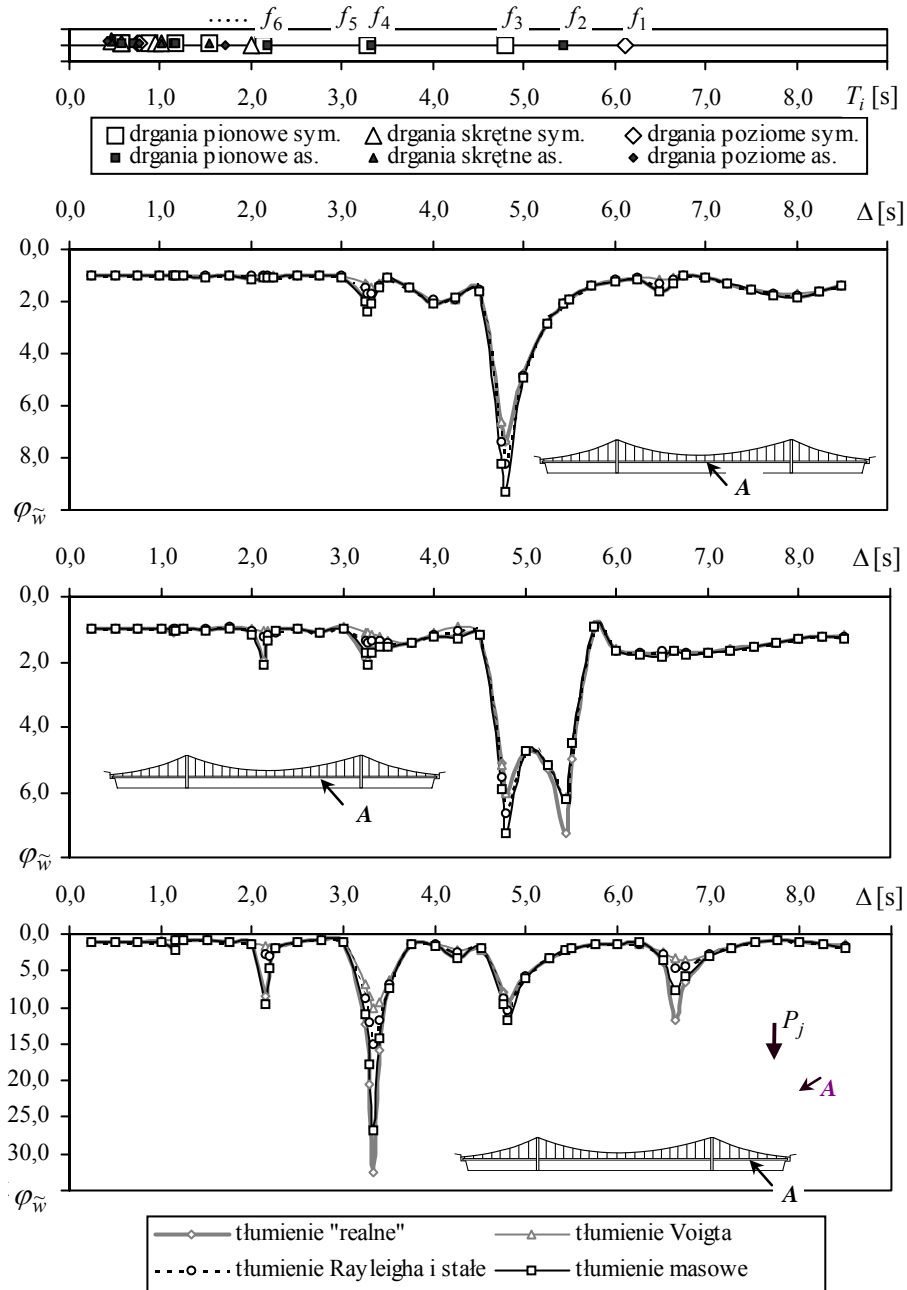 ........ f6 f5 f4 f3 f2 f1
0,0 1,0 2,0 3,0 4,0 5,0 6,0 Ti [s] 7,0 8,0
drgania pionowe sym. drgania skrętne sym. drgania poziome sym.
drgania pionowe as. drgania skrętne as. drgania poziome as.
0,0 1,0 2,0 3,0 4,0 5,0 6,0 7,0 8,0 Δ [s]
0,0
2,0
4,0
6,0
8,0
φw̃
A
0,0 1,0 2,0 3,0 4,0 5,0 6,0 7,0 8,0 Δ [s]
0,0
2,0
4,0
6,0
φw̃
A
0,0 1,0 2,0 3,0 4,0 5,0 6,0 7,0 8,0 Δ [s]
0,0
5,0
10,0
15,0
20,0
25,0
30,0
φw̃
Pj
A
A
tłumienie "realne" tłumienie Voigta
tłumienie Rayleigha i stałe tłumienie masowe